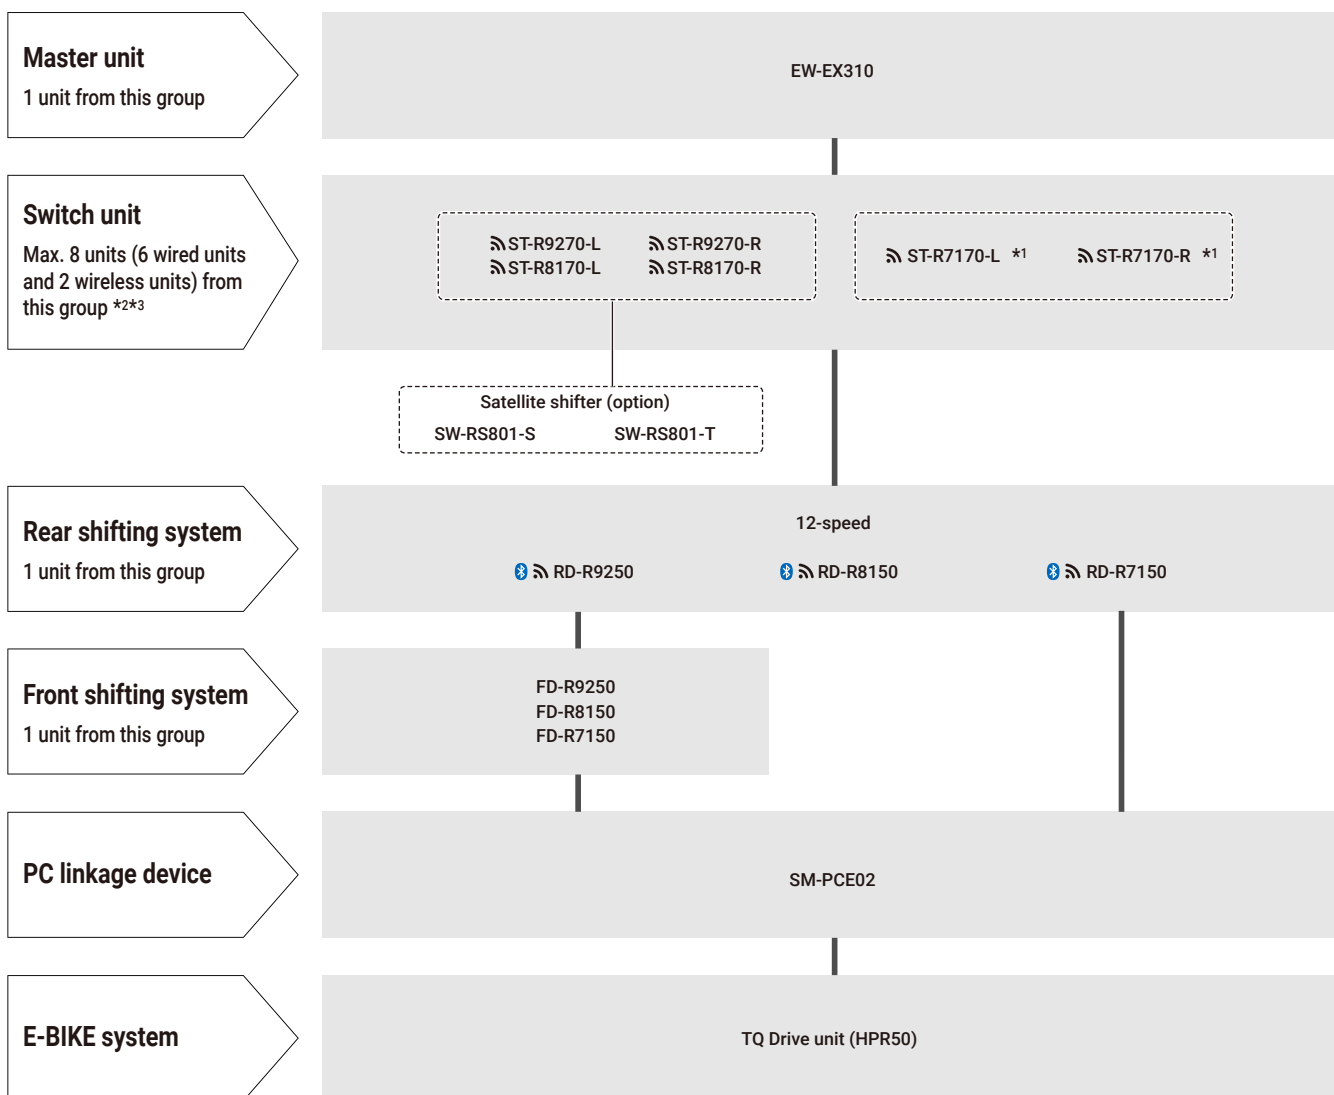 Master unit
1 unit from this group
EW-EX310
Switch unit
Max. 8 units (6 wired units
and 2 wireless units) from
this group *2*3
ST-R9270-L ST-R9270-R
ST-R8170-L ST-R8170-R
ST-R7170-L *1 ST-R7170-R *1
Satellite shifter (option)
SW-RS801-S SW-RS801-T
Rear shifting system
1 unit from this group
12-speed
RD-R9250 RD-R8150 RD-R7150
Front shifting system
1 unit from this group
FD-R9250
FD-R8150
FD-R7150
PC linkage device
SM-PCE02
E-BIKE system
TQ Drive unit (HPR50)